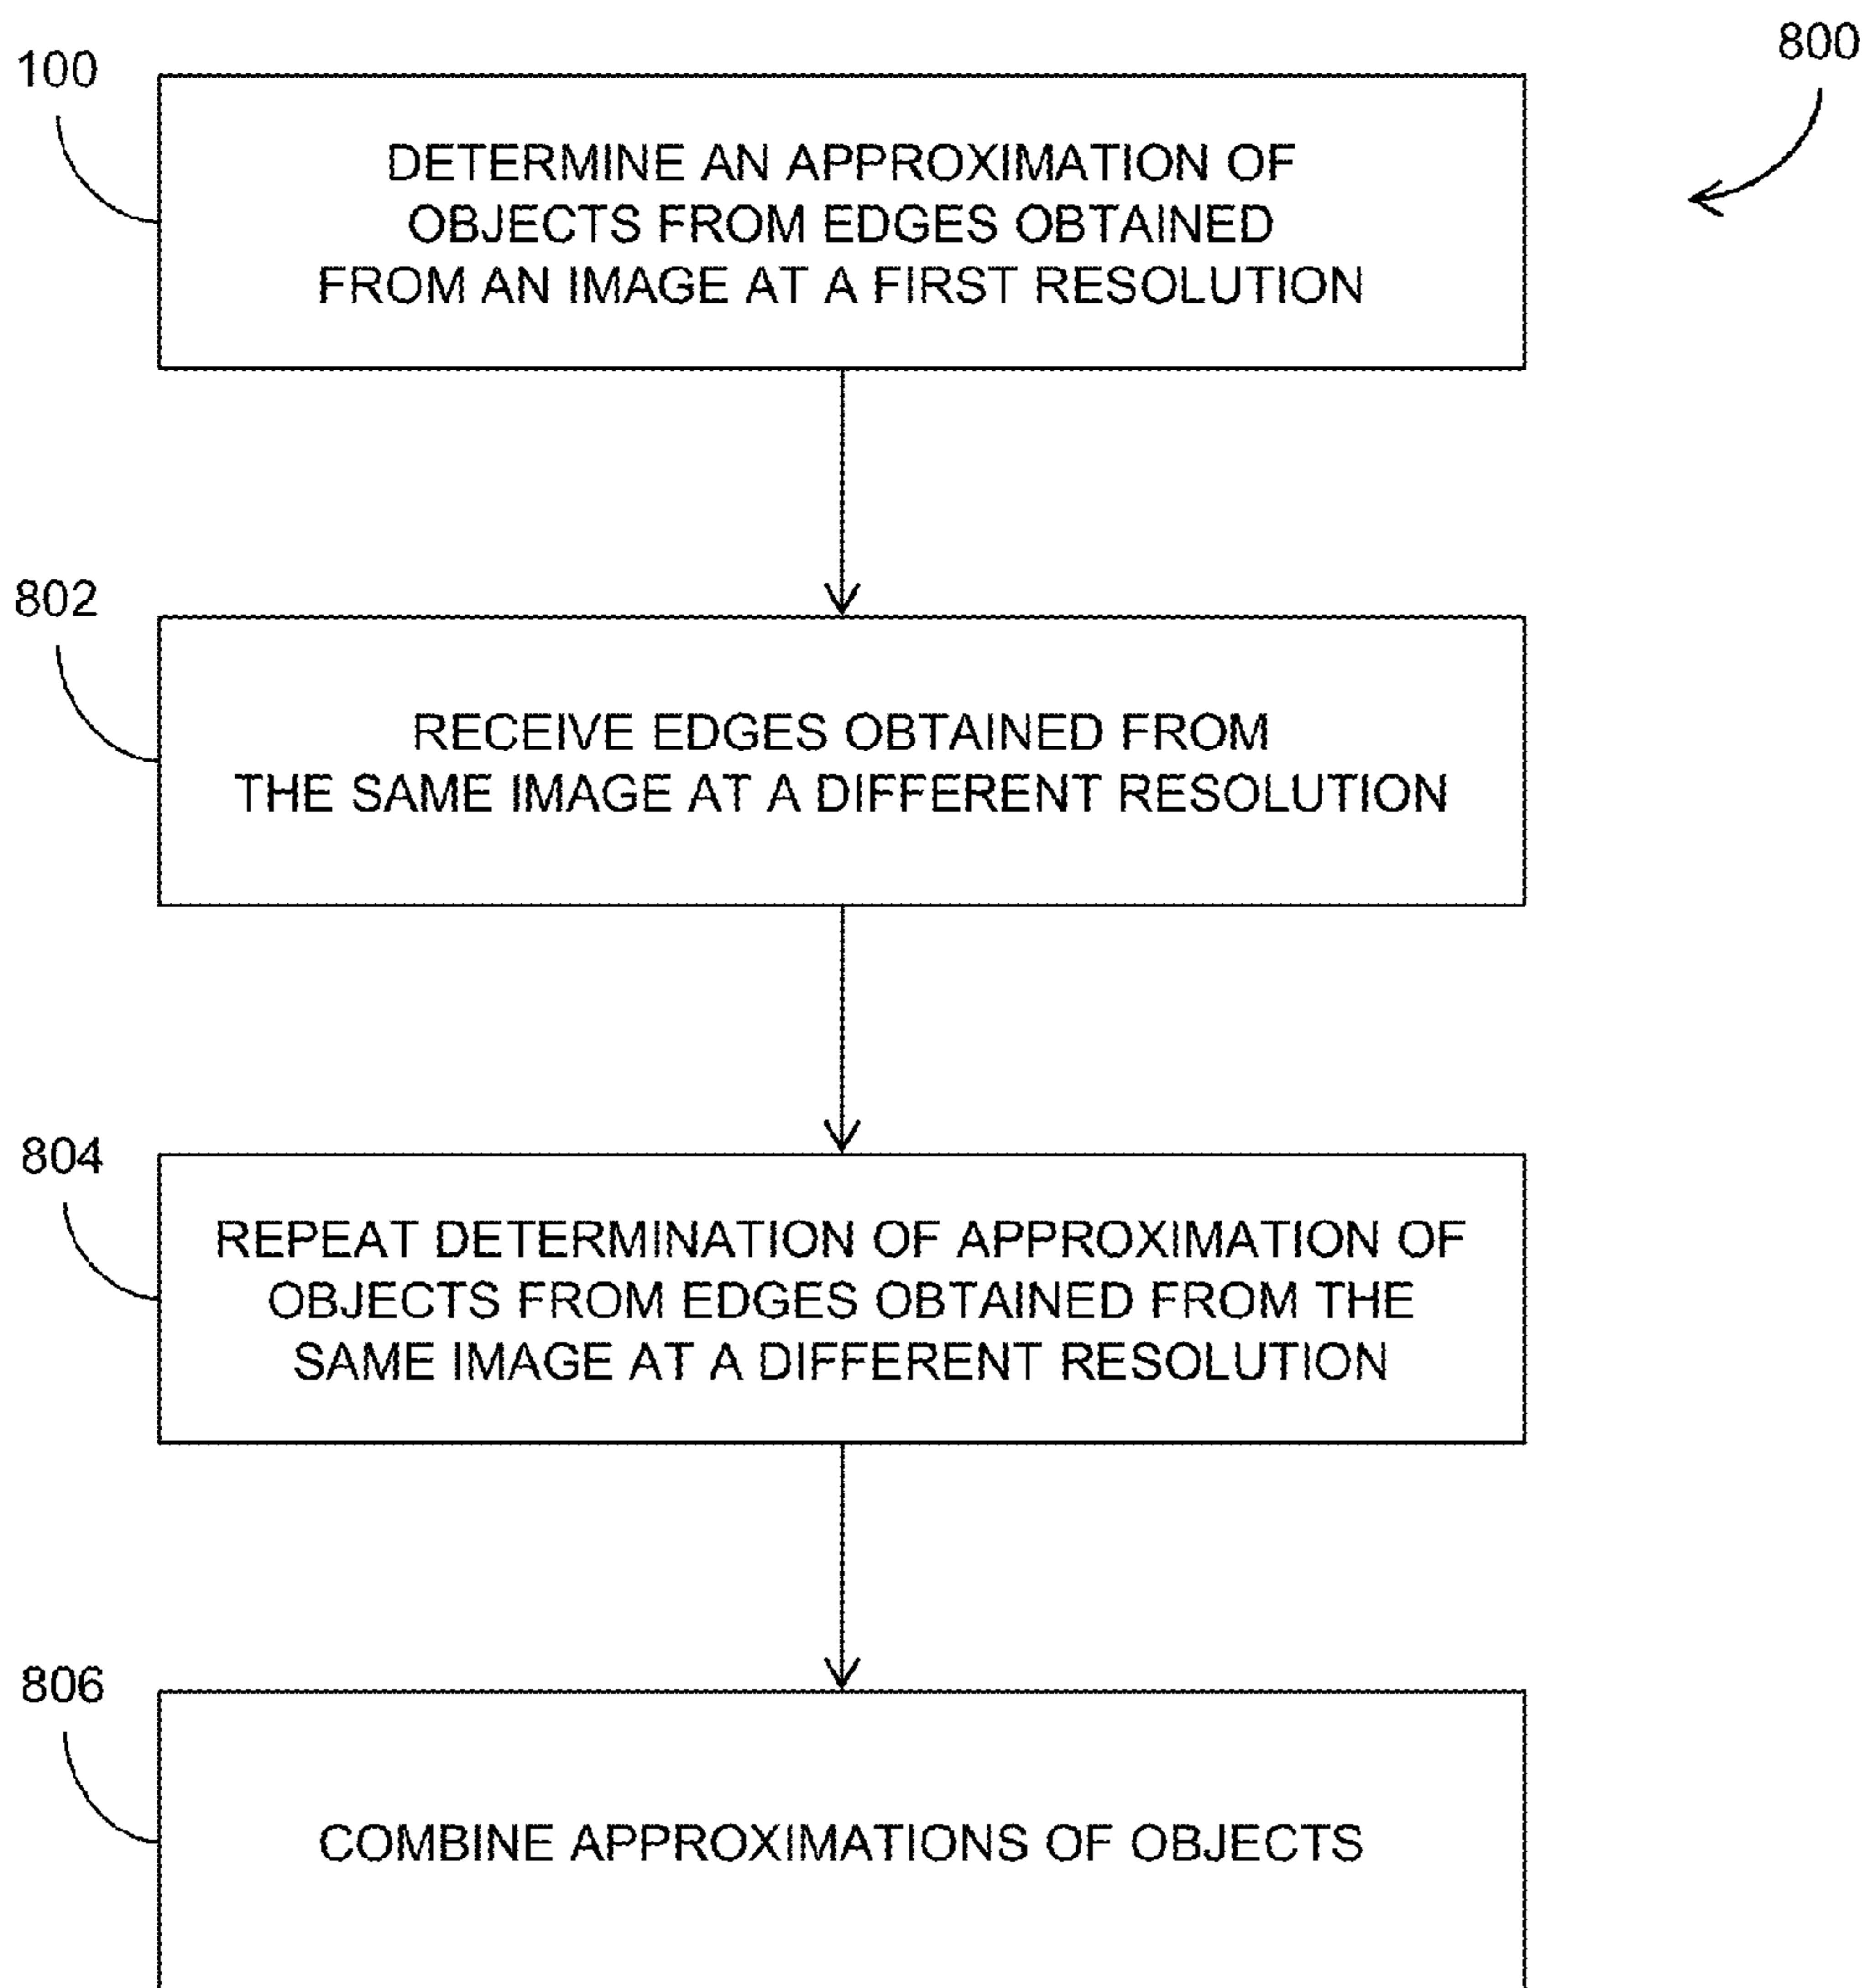 800
100
DETERMINE AN APPROXIMATION OF
OBJECTS FROM EDGES OBTAINED
FROM AN IMAGE AT A FIRST RESOLUTION
802
RECEIVE EDGES OBTAINED FROM
THE SAME IMAGE AT A DIFFERENT RESOLUTION
804
REPEAT DETERMINATION OF APPROXIMATION OF
OBJECTS FROM EDGES OBTAINED FROM THE
SAME IMAGE AT A DIFFERENT RESOLUTION
806
COMBINE APPROXIMATIONS OF OBJECTS